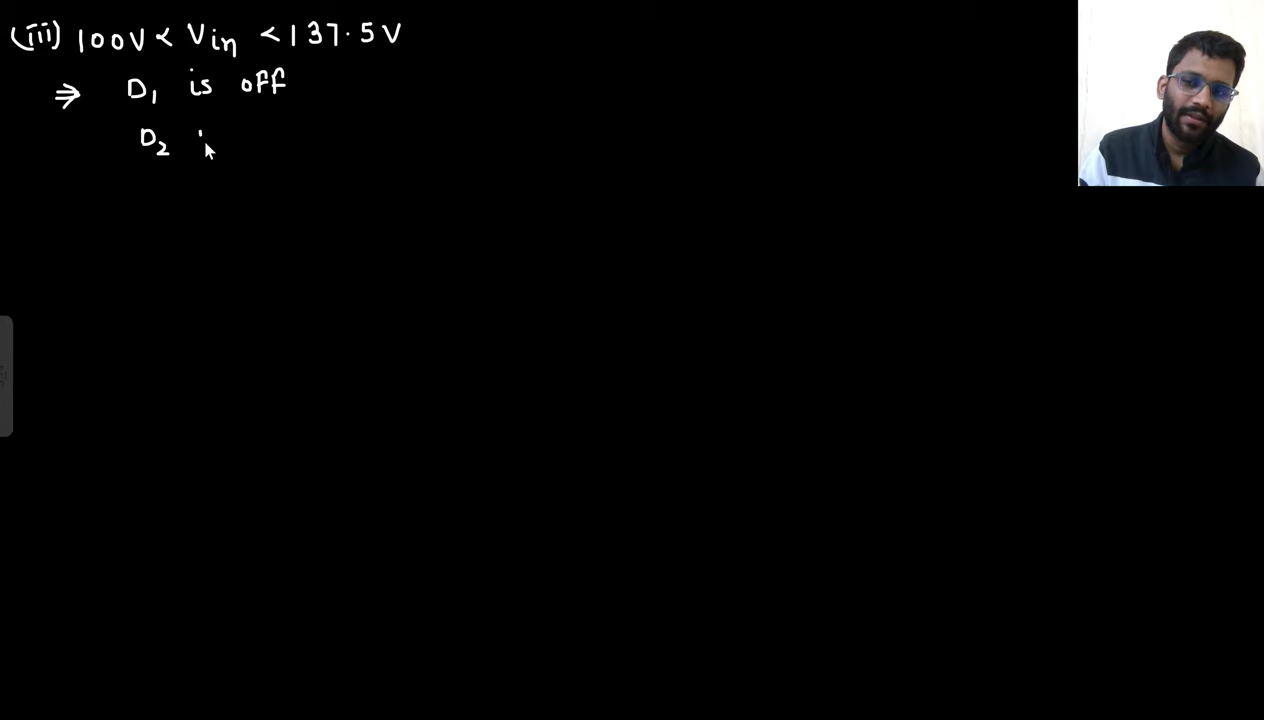 (iii) 100V < Vin < 137.5V
⇒ D1 is off
D2